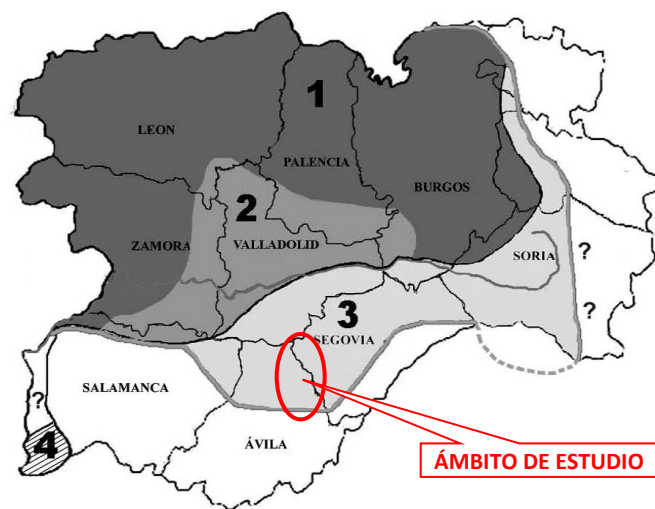 1
LEON
PALENCIA
BURGOS
2
ZAMORA
VALLADOLID
SORIA
?
3
?
SEGOVIA
SALAMANCA
?
4
ÁVILA
ÁMBITO DE ESTUDIO